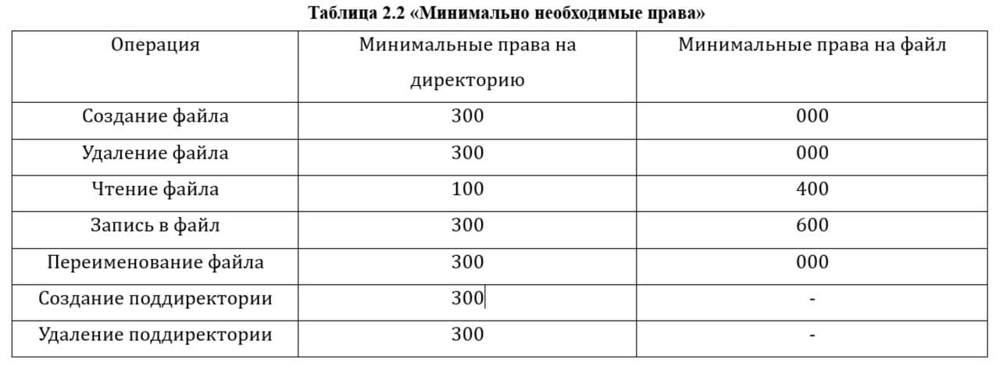 Таблица 2.2 «Минимально необходимые права»
Операция Минимальные права на директорию Минимальные права на файл
Создание файла 300 000
Удаление файла 300 000
Чтение файла 100 400
Запись в файл 300 600
Переименование файла 300 000
Создание поддиректории 300 -
Удаление поддиректории 300 -